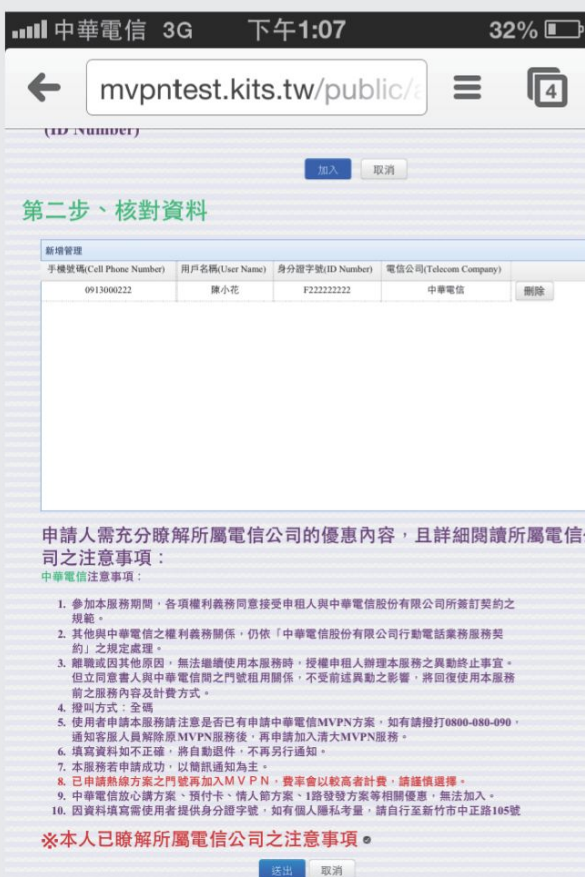 中華電信 3G 下午1:07 32%
mvpntest.kits.tw/public/a 4
(ID Number)
加入 取消
第二步、核對資料
新增管理
手機號碼(Cell Phone Number) 用戶名稱(User Name) 身分證字號(ID Number) 電信公司(Telecom Company)
0913000222 陳小花 F222222222 中華電信 刪除
申請人需充分瞭解所屬電信公司的優惠內容，且詳細閱讀所屬電信
司之注意事項：
中華電信注意事項：
1. 參加本服務期間，各項權利義務同意接受申租人與中華電信股份有限公司所簽訂契約之
規範。
2. 其他與中華電信之權利義務關係，仍依「中華電信股份有限公司行動電話業務服務契
約」之規定處理。
3. 離職或因其他原因，無法繼續使用本服務時，授權申租人辦理本服務之異動終止事宜。
但立同意書人與中華電信間之門號租用關係，不受前述異動之影響，將回復使用本服務
前之服務內容及計費方式。
4. 撥叫方式：全碼
5. 使用者申請本服務請注意是否已有申請中華電信MVPN方案，如有請撥打0800-080-090，
通知客服人員解除原MVPN服務後，再申請加入清大MVPN服務。
6. 填寫資料如不正確，將自動退件，不再另行通知。
7. 本服務若申請成功，以簡訊通知為主。
8. 已申請熱線方案之門號再加入MVPN，費率會以較高者計費，請謹慎選擇。
9. 中華電信放心講方案、預付卡、情人節方案、1路發發方案等相關優惠，無法加入。
10. 因資料填寫需使用者提供身分證字號，如有個人隱私考量，請自行至新竹市中正路105號
※本人已瞭解所屬電信公司之注意事項
送出 取消